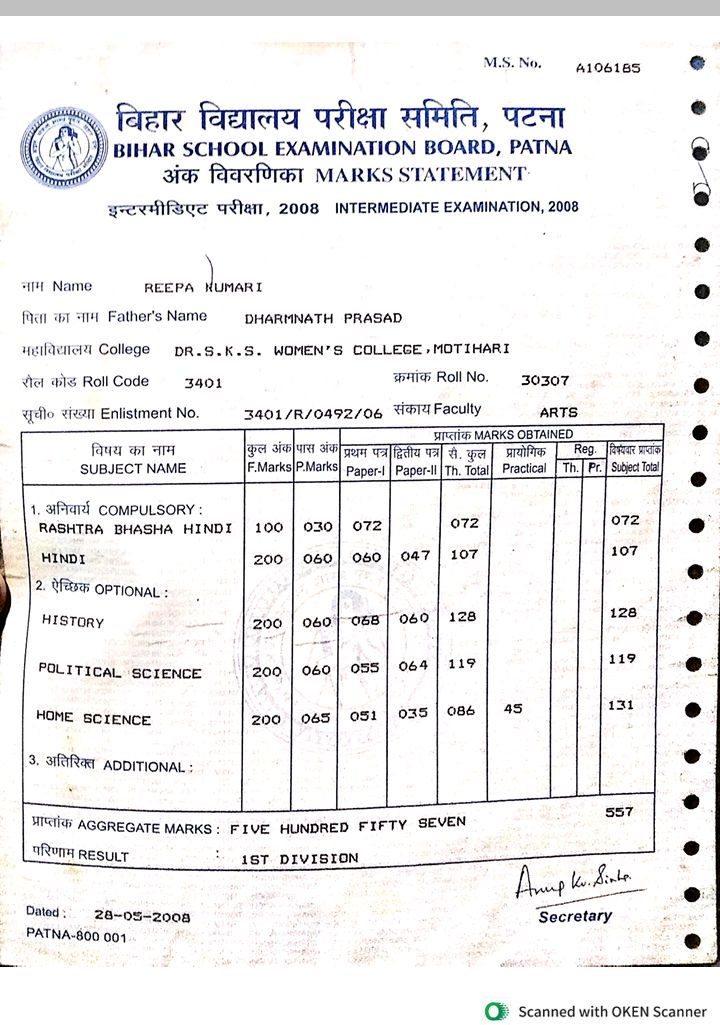 M.S. No. A106185
बिहार विद्यालय परीक्षा समिति, पटना
BIHAR SCHOOL EXAMINATION BOARD, PATNA
अंक विवरणिका MARKS STATEMENT
इन्टरमीडिएट परीक्षा, 2008 INTERMEDIATE EXAMINATION, 2008
नाम Name REEPA KUMARI
पिता का नाम Father's Name DHARMNATH PRASAD
महाविद्यालय College DR.S.K.S. WOMEN'S COLLEGE,MOTIHARI
रौल कोड Roll Code 3401 क्रमांक Roll No. 30307
सूची० संख्या Enlistment No. 3401/R/0492/06 संकाय Faculty ARTS
विषय का नाम कुल अंक पास अंक प्राप्तांक MARKS OBTAINED
प्रथम पत्र द्वितीय पत्र सै. कुल प्रायोगिक Reg. विषयवार प्राप्तांक
SUBJECT NAME F.Marks P.Marks Paper-I Paper-II Th. Total Practical Th. Pr. Subject Total
1. अनिवार्य COMPULSORY :
RASHTRA BHASHA HINDI 100 030 072 072 072
HINDI 200 060 060 047 107 107
2. ऐच्छिक OPTIONAL :
HISTORY 200 060 068 060 128 128
POLITICAL SCIENCE 200 060 055 064 119 119
HOME SCIENCE 200 065 051 035 086 45 131
3. अतिरिक्त ADDITIONAL :
प्राप्तांक AGGREGATE MARKS : FIVE HUNDRED FIFTY SEVEN 557
परिणाम RESULT : 1ST DIVISION
Anup Kr. Sinha
Dated : 28-05-2008 Secretary
PATNA-800 001
Scanned with OKEN Scanner